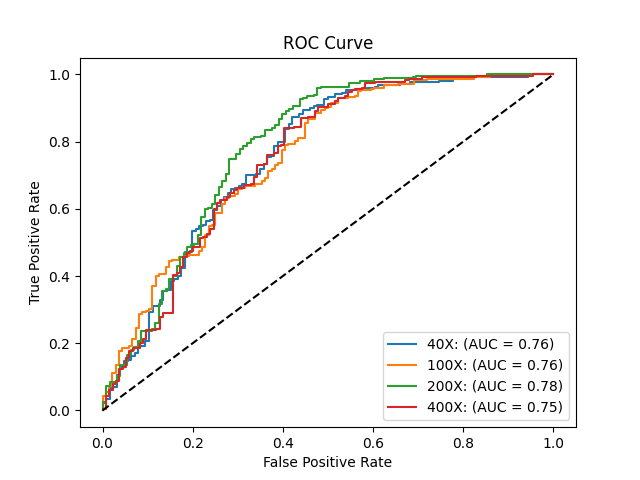 ROC Curve
True Positive Rate
1.0
0.8
0.6
0.4
0.2
0.0
0.0 0.2 0.4 0.6 0.8 1.0
False Positive Rate
40X: (AUC = 0.76)
100X: (AUC = 0.76)
200X: (AUC = 0.78)
400X: (AUC = 0.75)